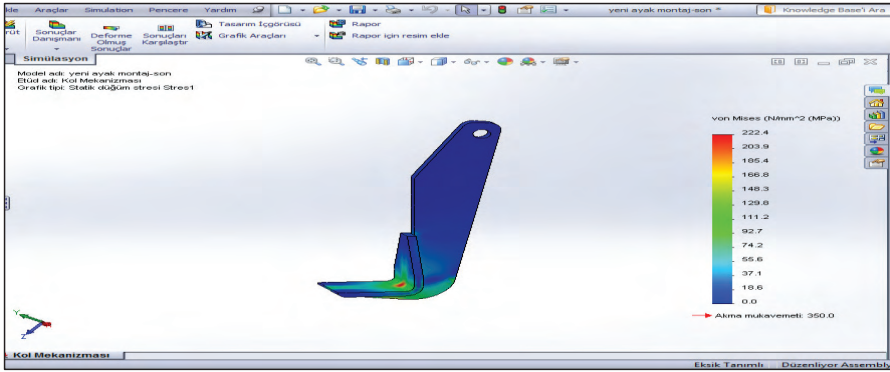 kle Araçlar Simulation Pencere Yardım yeni ayak montaj-son * Knowledge Base'i Ara
rüt Sonuçlar Danışmanı Deforme Olmuş Sonuçlar Sonuçları Karşılaştır Tasarım İçgörüsü Rapor
Grafik Araçları Rapor için resim ekle
Simülasyon
Model adı: yeni ayak montaj-son
Etüd adı: Kol Mekanizması
Grafik tipi: Statik düğüm stresi Stres1
von Mises (N/mm^2 (MPa))
222.4
203.9
185.4
166.8
148.3
129.8
111.2
92.7
74.2
55.6
37.1
18.6
0.0
Akma mukavemeti: 350.0
Y
X
Z
Kol Mekanizması
Eksik Tanımlı Düzenliyor Assembly